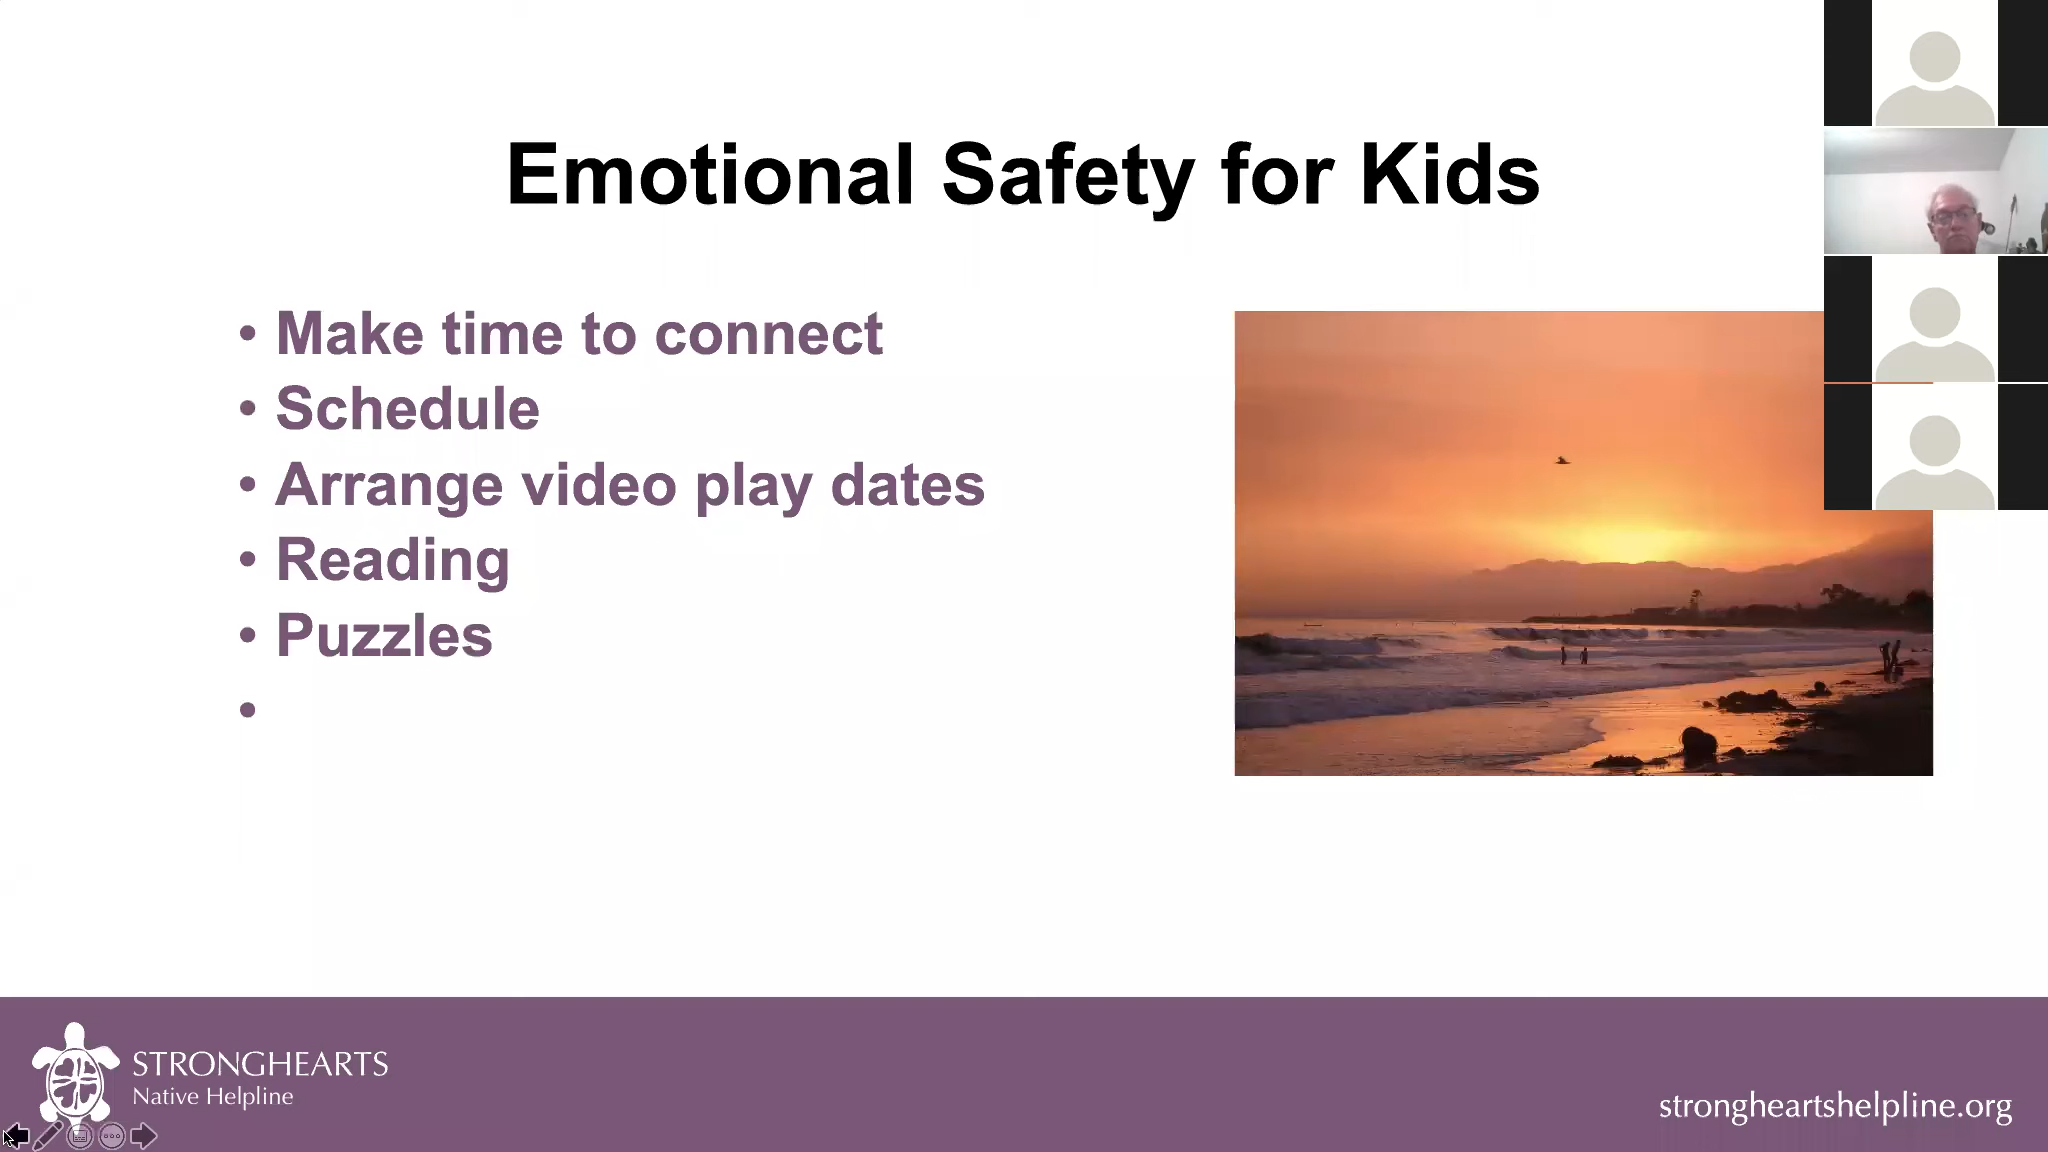 Emotional Safety for Kids
• Make time to connect
• Schedule
• Arrange video play dates
• Reading
• Puzzles
•
STRONGHEARTS
Native Helpline
strongheartshelpline.org